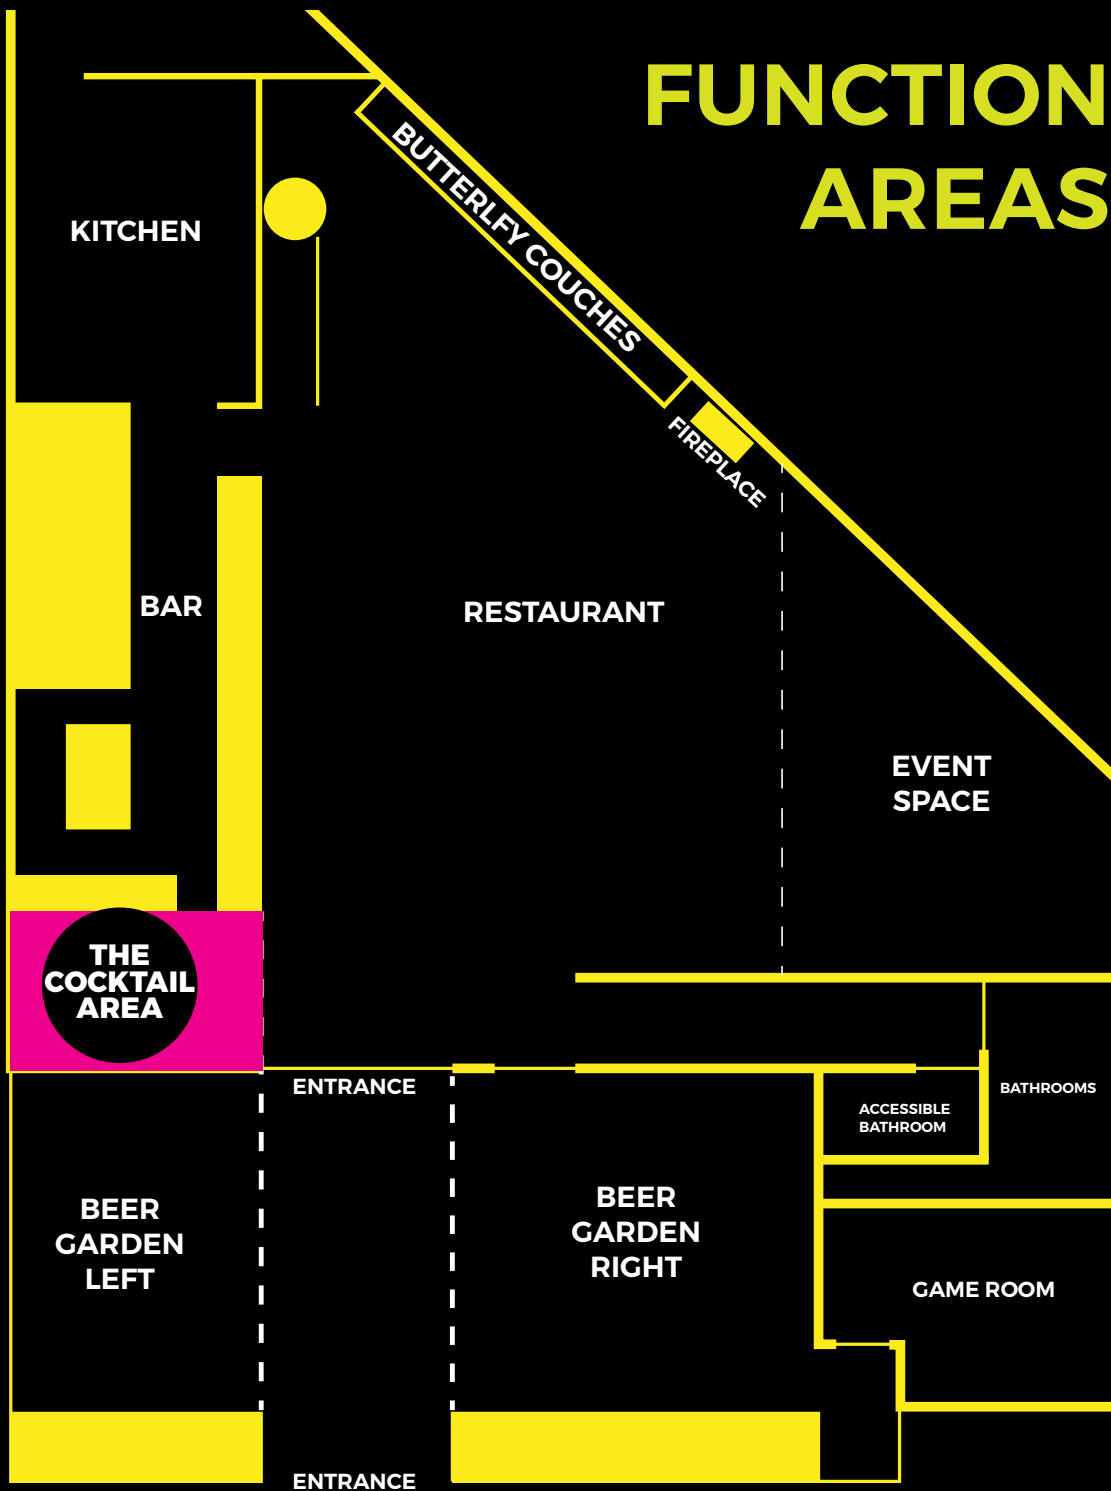 FUNCTION
AREAS
BUTTERLFY COUCHES
KITCHEN
FIREPLACE
BAR
RESTAURANT
EVENT
SPACE
THE
COCKTAIL
AREA
ENTRANCE
BATHROOMS
ACCESSIBLE
BATHROOM
BEER
GARDEN
LEFT
BEER
GARDEN
RIGHT
GAME ROOM
ENTRANCE